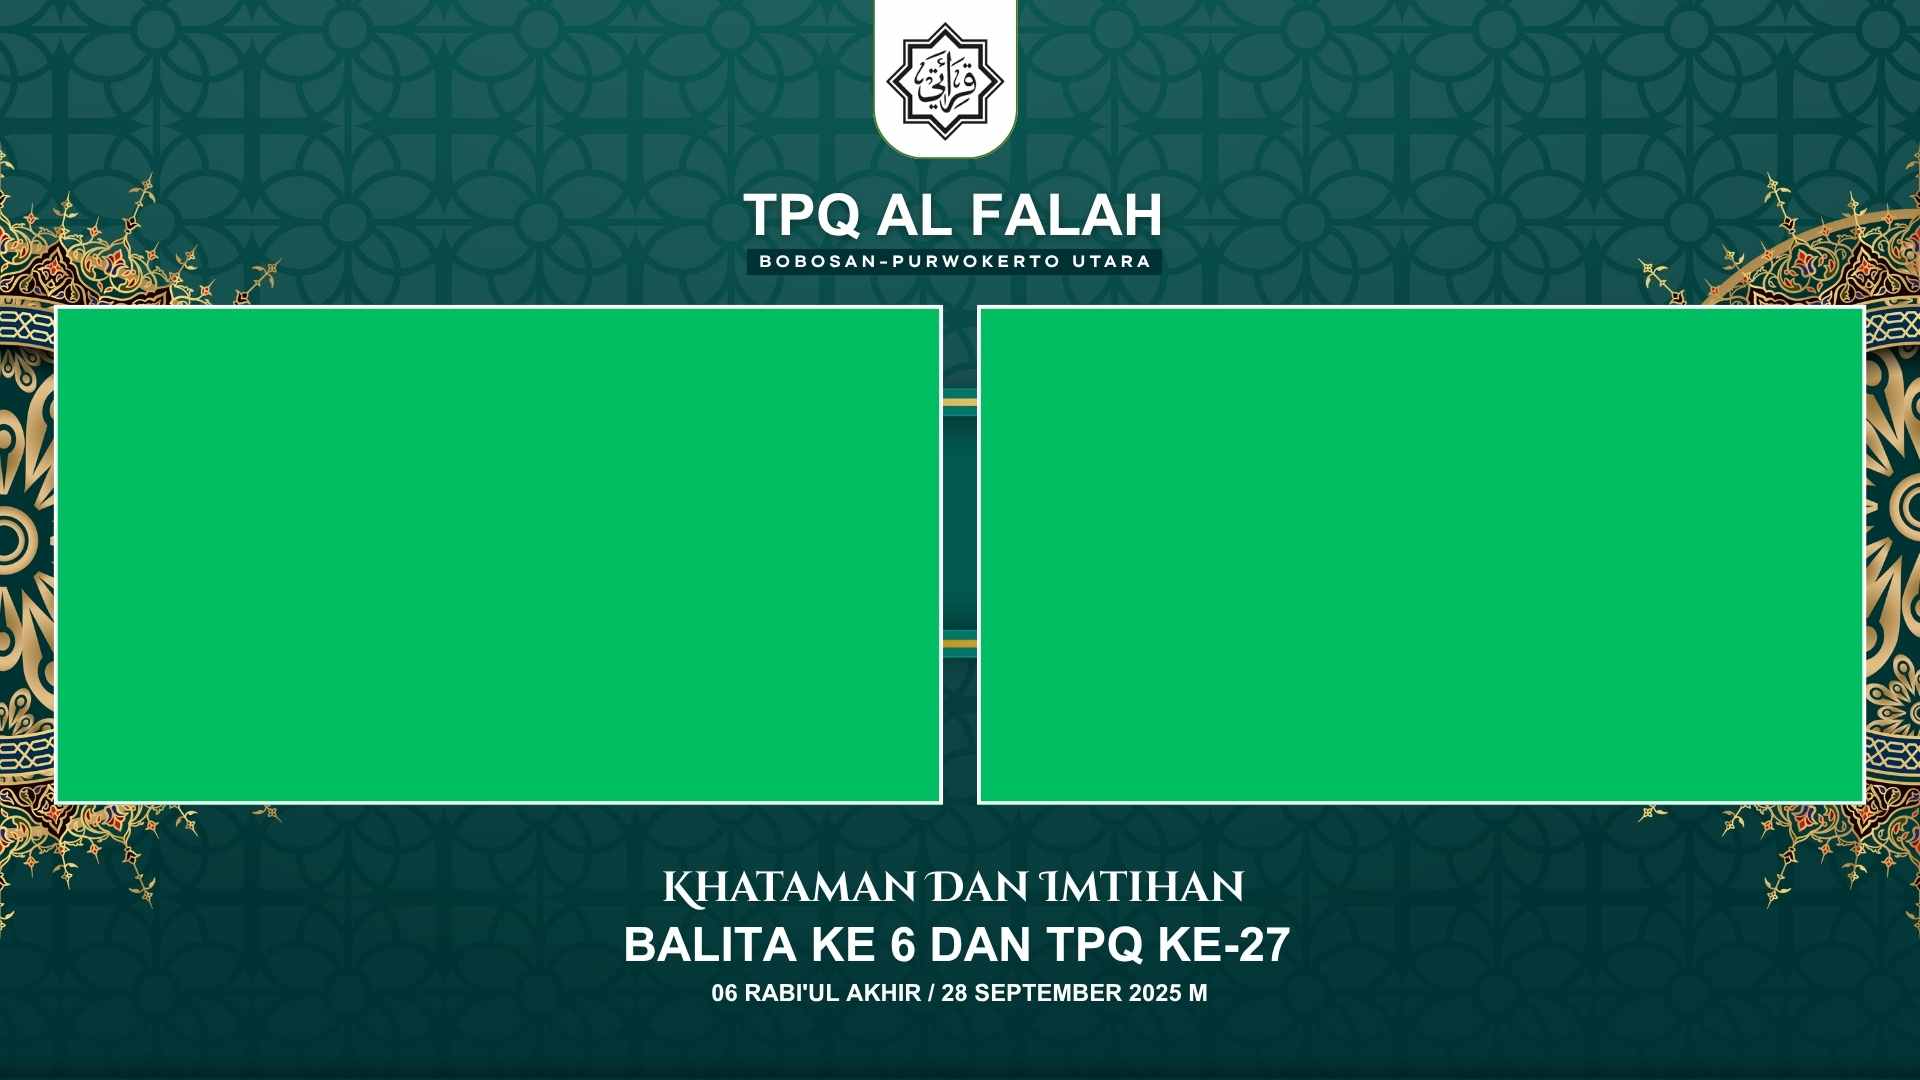 قرأتي
TPQ AL FALAH
BOBOSAN-PURWOKERTO UTARA
KHATAMAN DAN IMTIHAN
BALITA KE 6 DAN TPQ KE-27
06 RABI'UL AKHIR / 28 SEPTEMBER 2025 M